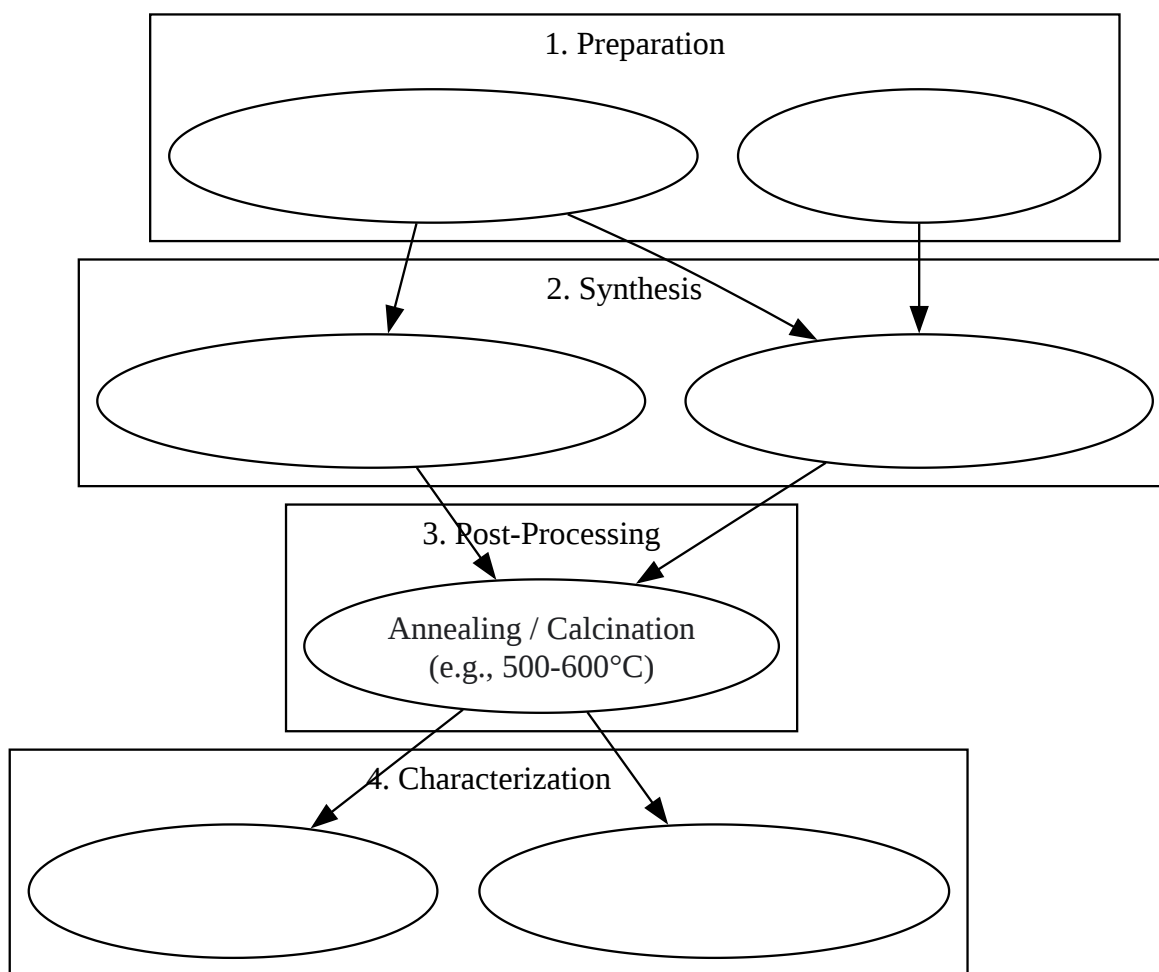 1. Preparation
2. Synthesis
3. Post-Processing
Annealing / Calcination
(e.g., 500-600°C)
4. Characterization